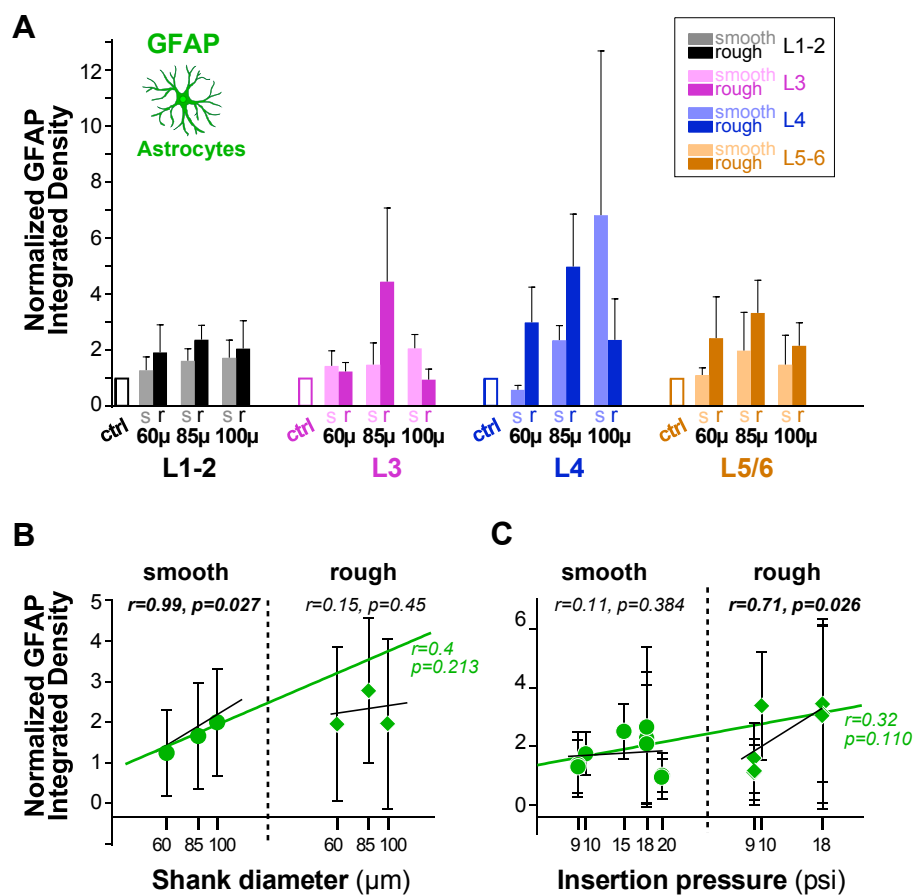 A
GFAP
Astrocytes
Normalized GFAP
Integrated Density
12
10
8
6
4
2
0
smooth
rough
L1-2
smooth
rough
L3
smooth
rough
L4
smooth
rough
L5-6
ctrl s r s r s r
60µ 85µ 100µ
L1-2
ctrl s r s r s r
60µ 85µ 100µ
L3
ctrl s r s r s r
60µ 85µ 100µ
L4
ctrl s r s r s r
60µ 85µ 100µ
L5/6
B
smooth rough
r=0.99, p=0.027 r=0.15, p=0.45
Normalized GFAP
Integrated Density
5
4
3
2
1
0
r=0.4
p=0.213
60 85 100 60 85 100
Shank diameter (µm)
C
smooth rough
r=0.11, p=0.384 r=0.71, p=0.026
6
4
2
0
r=0.32
p=0.110
9 10 15 18 20 9 10 18
Insertion pressure (psi)